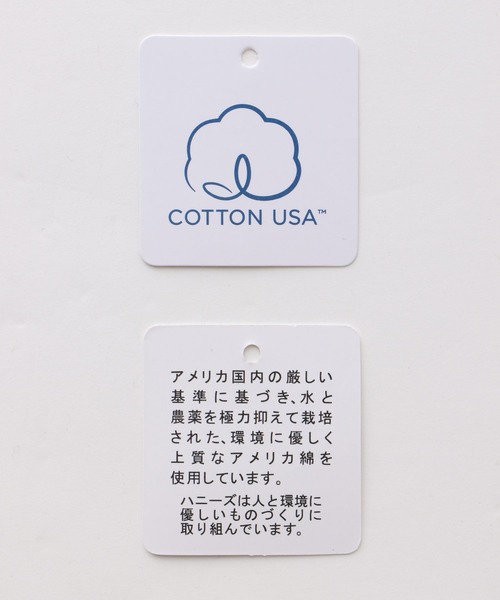 COTTON USA™
アメリカ国内の厳しい
基準に基づき、水と
農薬を極力抑えて栽培
された、環境に優しく
上質なアメリカ綿を
使用しています。
ハニーズは人と環境に
優しいものづくりに
取り組んでいます。